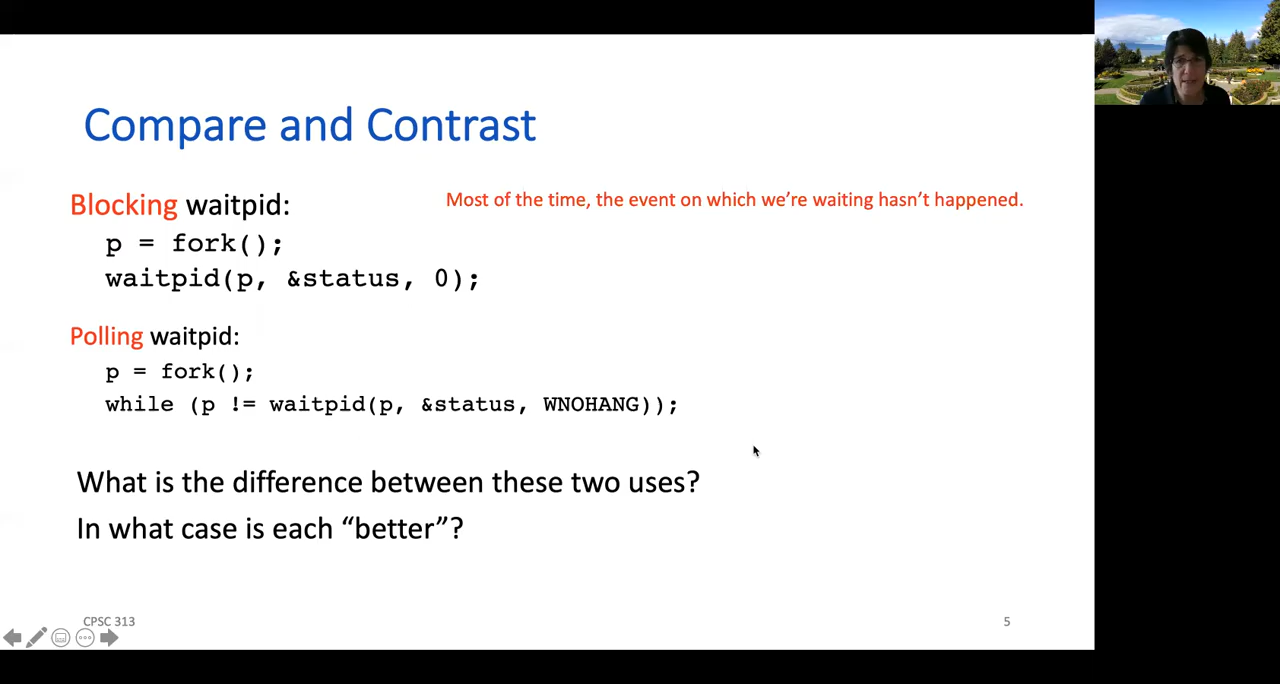 Compare and Contrast
Blocking waitpid:
Most of the time, the event on which we’re waiting hasn’t happened.
p = fork();
waitpid(p, &status, 0);
Polling waitpid:
p = fork();
while (p != waitpid(p, &status, WNOHANG));
What is the difference between these two uses?
In what case is each “better”?
CPSC 313
5